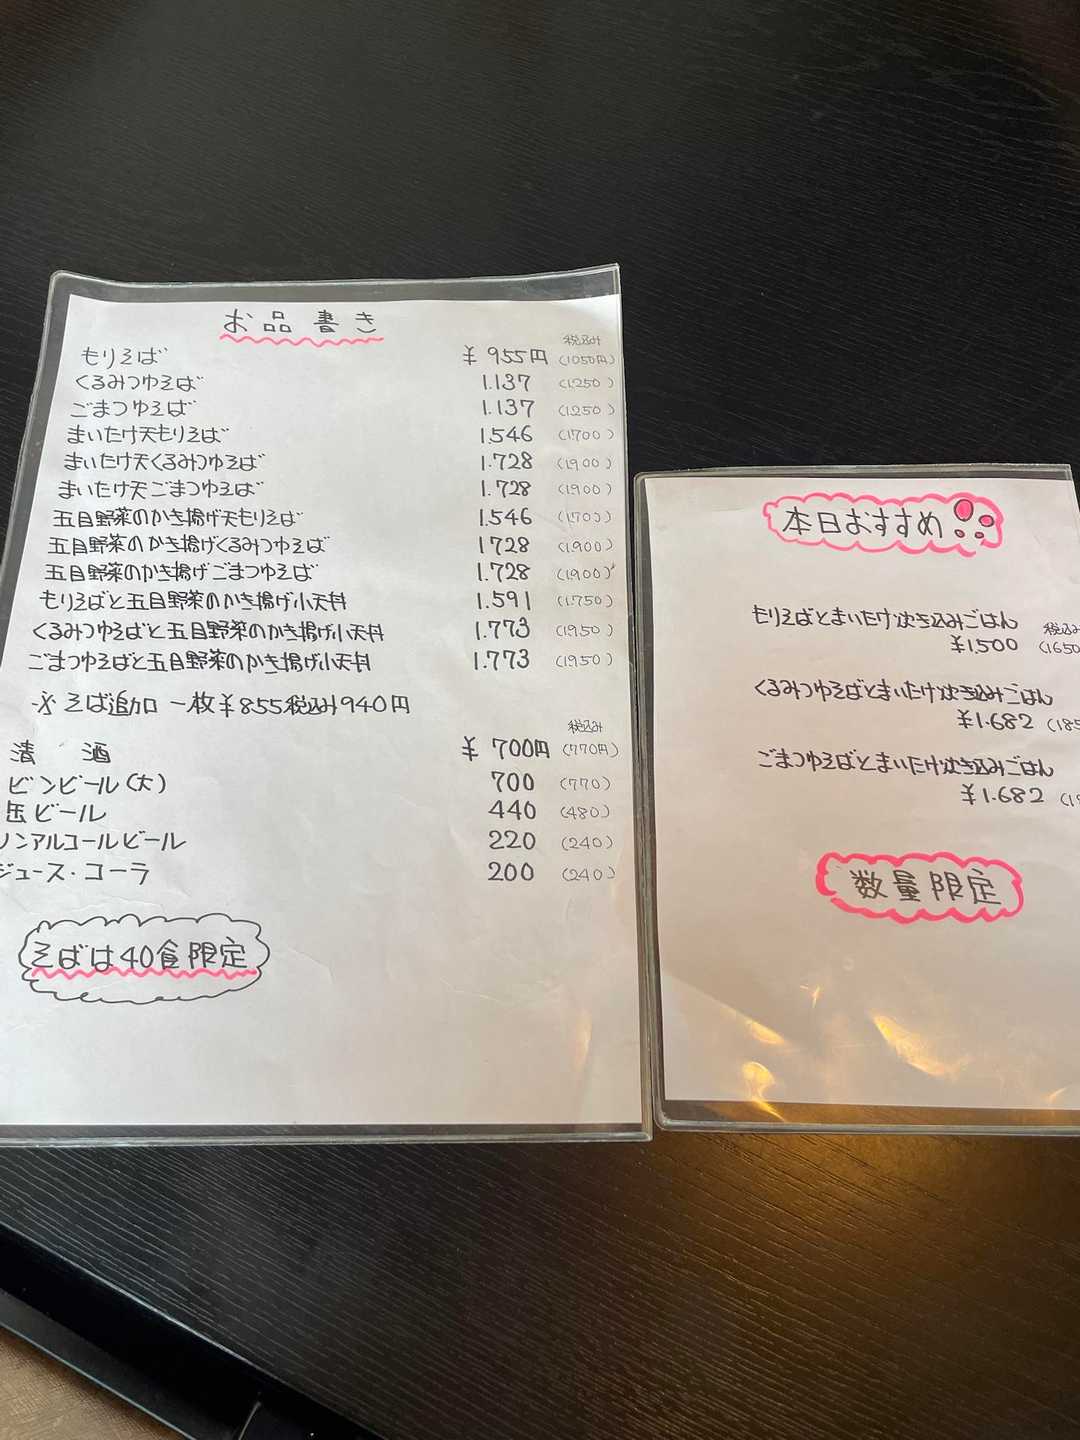 お品書き
税込み
もりそば ¥955円 (1050円)
くるみつゆそば 1.137 (1250)
ごまつゆそば 1.137 (1250)
まいたけ天もりそば 1.546 (1700)
まいたけ天くるみつゆそば 1.728 (1900)
まいたけ天ごまつゆそば 1.728 (1900)
五目野菜のかき揚げ天もりそば 1.546 (1700)
五目野菜のかき揚げくるみつゆそば 1728 (1.900)
五目野菜のかき揚げごまつゆそば 1.728 (1900)
もりそばと五目野菜のかき揚げ小天丼 1.591 (1.750)
くるみつゆそばと五目野菜のかき揚げ小天丼 1.773 (1950)
ごまつゆそばと五目野菜のかき揚げ小天丼 1.773 (1950)
※そば追加 一枚¥855税込み940円
税込み
清 酒 ¥700円 (770円)
ビンビール(大) 700 (770)
缶ビール 440 (480)
ノンアルコールビール 220 (240)
ジュース・コーラ 200 (240)
そばは40食限定
本日おすすめ
もりそばとまいたけ炊き込みごはん
税込み
¥1.500 (1650
くるみつゆそばとまいたけ炊き込みごはん
¥1.682 (185
ごまつゆそばとまいたけ炊き込みごはん
¥1.682
数量限定